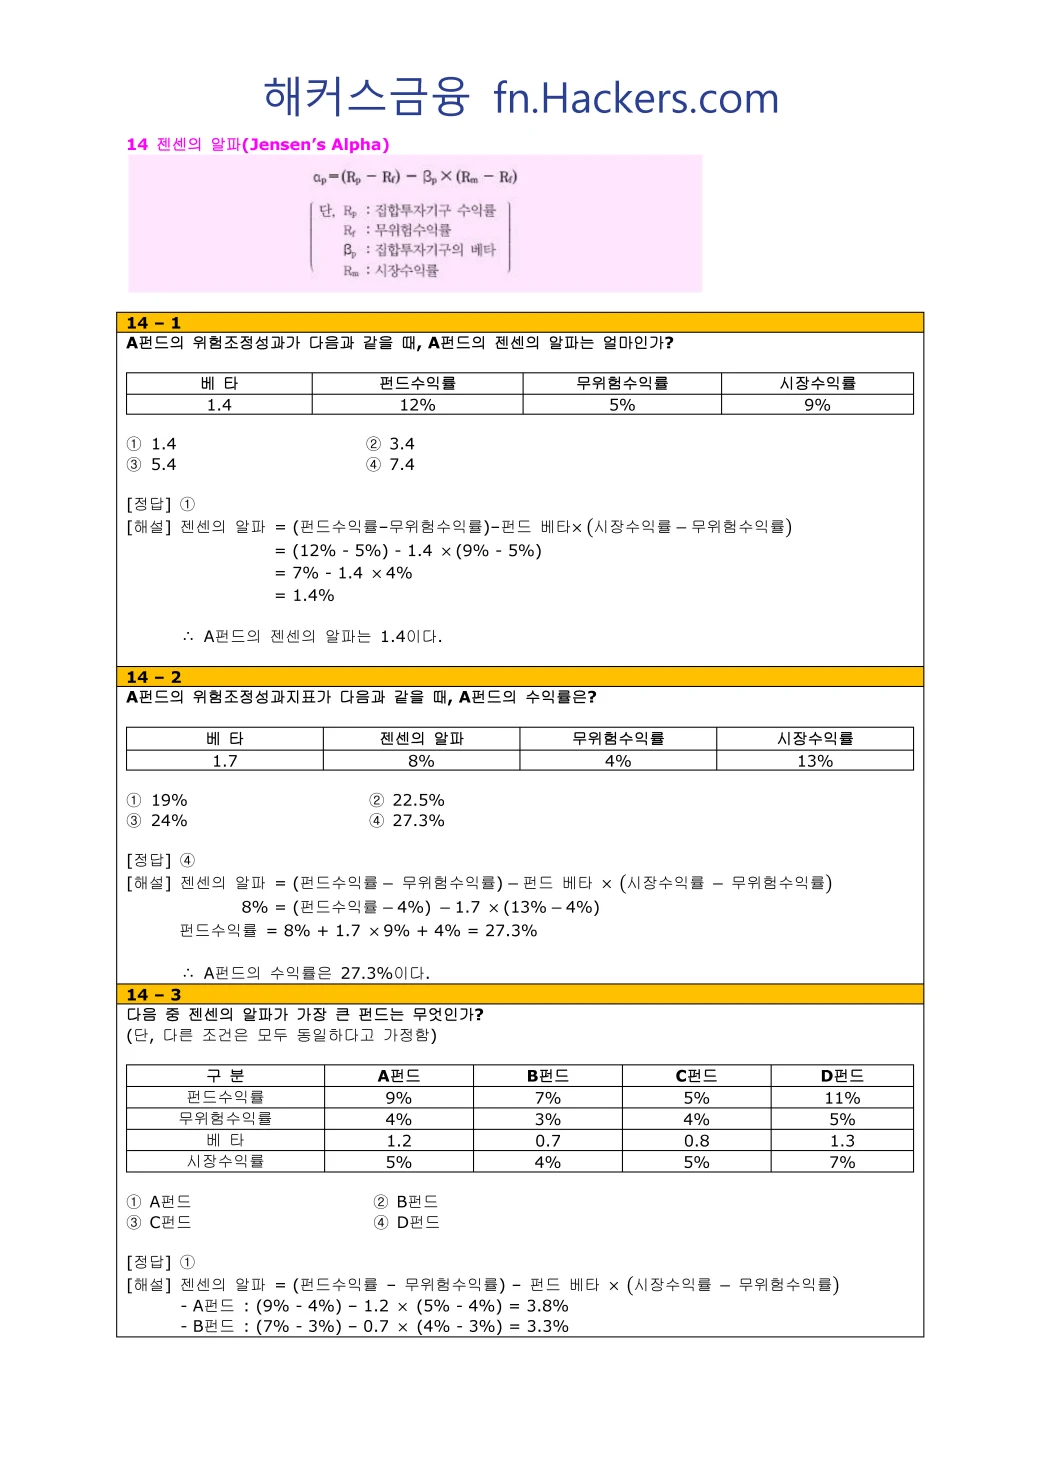 해커스금융 fn.Hackers.com
14 젠센의 알파(Jensen’s Alpha)
αp=(Rp − Rf) − βp×(Rm − Rf)
단, Rp : 집합투자기구 수익률
Rf : 무위험수익률
βp : 집합투자기구의 베타
Rm : 시장수익률
14 – 1
A펀드의 위험조정성과가 다음과 같을 때, A펀드의 젠센의 알파는 얼마인가?
베 타 펀드수익률 무위험수익률 시장수익률
1.4 12% 5% 9%
① 1.4 ② 3.4
③ 5.4 ④ 7.4
[정답] ①
[해설] 젠센의 알파 = (펀드수익률–무위험수익률)–펀드 베타× (시장수익률 − 무위험수익률)
= (12% - 5%) - 1.4 × (9% - 5%)
= 7% - 1.4 × 4%
= 1.4%
∴ A펀드의 젠센의 알파는 1.4이다.
14 – 2
A펀드의 위험조정성과지표가 다음과 같을 때, A펀드의 수익률은?
베 타 젠센의 알파 무위험수익률 시장수익률
1.7 8% 4% 13%
① 19% ② 22.5%
③ 24% ④ 27.3%
[정답] ④
[해설] 젠센의 알파 = (펀드수익률 − 무위험수익률) − 펀드 베타 × (시장수익률 − 무위험수익률)
8% = (펀드수익률 − 4%) − 1.7 × (13% − 4%)
펀드수익률 = 8% + 1.7 × 9% + 4% = 27.3%
∴ A펀드의 수익률은 27.3%이다.
14 – 3
다음 중 젠센의 알파가 가장 큰 펀드는 무엇인가?
(단, 다른 조건은 모두 동일하다고 가정함)
구 분 A펀드 B펀드 C펀드 D펀드
펀드수익률 9% 7% 5% 11%
무위험수익률 4% 3% 4% 5%
베 타 1.2 0.7 0.8 1.3
시장수익률 5% 4% 5% 7%
① A펀드 ② B펀드
③ C펀드 ④ D펀드
[정답] ①
[해설] 젠센의 알파 = (펀드수익률 – 무위험수익률) – 펀드 베타 × (시장수익률 − 무위험수익률)
- A펀드 : (9% - 4%) – 1.2 × (5% - 4%) = 3.8%
- B펀드 : (7% - 3%) – 0.7 × (4% - 3%) = 3.3%